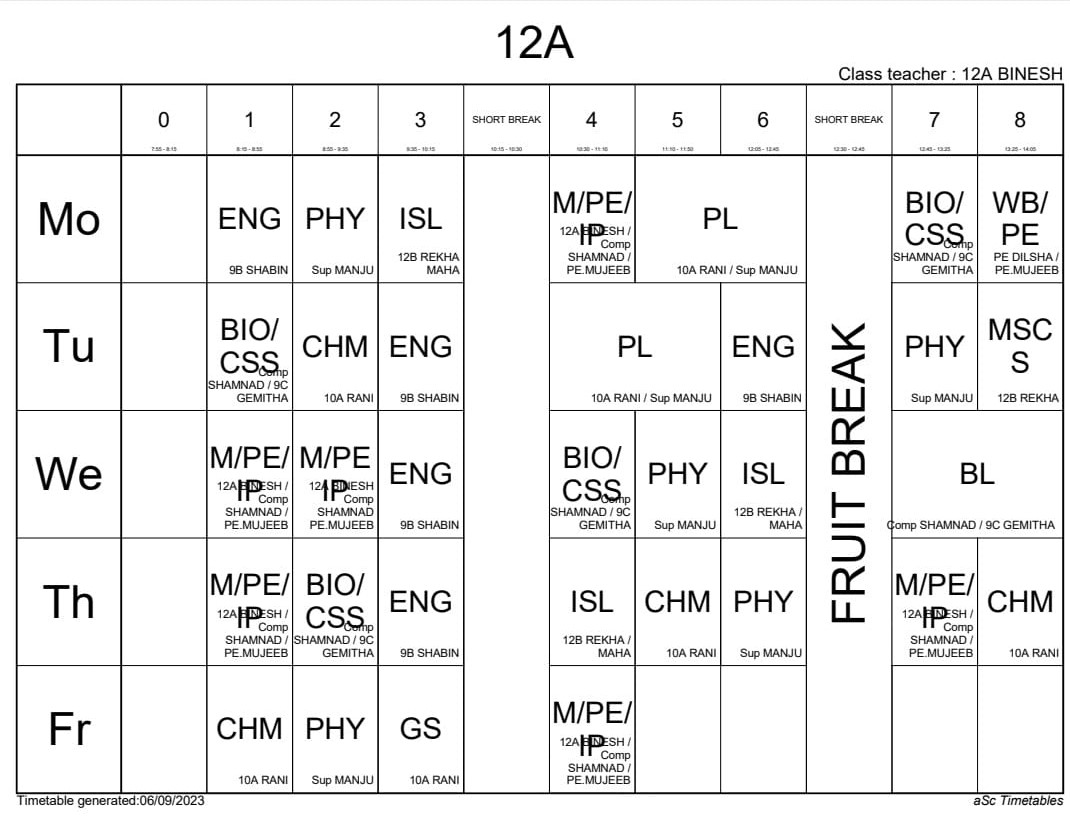 12A
Class teacher : 12A BINESH
0 1 2 3 SHORT BREAK 4 5 6 SHORT BREAK 7 8
7:55 - 8:15 8:15 - 8:55 8:55 - 9:35 9:35 - 10:15 10:15 - 10:30 10:30 - 11:10 11:10 - 11:50 12:05 - 12:45 12:30 - 12:45 12:45 - 13:25 13:25 - 14:05
Mo
ENG
9B SHABIN
PHY
Sup MANJU
ISL
12B REKHA
MAHA
M/PE/
IP
12A BINESH /
Comp
SHAMNAD /
PE.MUJEEB
PL
10A RANI / Sup MANJU
BIO/
CSS
Comp
SHAMNAD / 9C
GEMITHA
WB/
PE
PE DILSHA /
PE.MUJEEB
Tu
BIO/
CSS
Comp
SHAMNAD / 9C
GEMITHA
CHM
10A RANI
ENG
9B SHABIN
PL
10A RANI / Sup MANJU
ENG
9B SHABIN
FRUIT BREAK
PHY
Sup MANJU
MSC
S
12B REKHA
We
M/PE/
IP
12A BINESH /
Comp
SHAMNAD /
PE.MUJEEB
M/PE
IP
12A BINESH
Comp
SHAMNAD
PE.MUJEEB
ENG
9B SHABIN
BIO/
CSS
Comp
SHAMNAD / 9C
GEMITHA
PHY
Sup MANJU
ISL
12B REKHA /
MAHA
BL
Comp SHAMNAD / 9C GEMITHA
Th
M/PE/
IP
12A BINESH /
Comp
SHAMNAD /
PE.MUJEEB
BIO/
CSS
Comp
SHAMNAD / 9C
GEMITHA
ENG
9B SHABIN
ISL
12B REKHA /
MAHA
CHM
10A RANI
PHY
Sup MANJU
M/PE/
IP
12A BINESH /
Comp
SHAMNAD /
PE.MUJEEB
CHM
10A RANI
Fr
CHM
10A RANI
PHY
Sup MANJU
GS
10A RANI
M/PE/
IP
12A BINESH /
Comp
SHAMNAD /
PE.MUJEEB
Timetable generated:06/09/2023
aSc Timetables